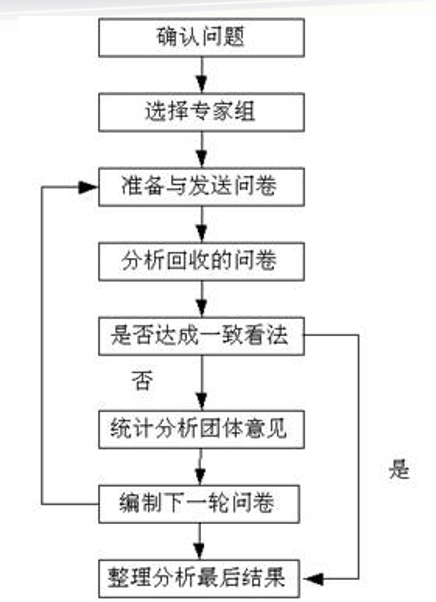 确认问题
选择专家组
准备与发送问卷
分析回收的问卷
是否达成一致看法
否
统计分析团体意见
是
编制下一轮问卷
整理分析最后结果